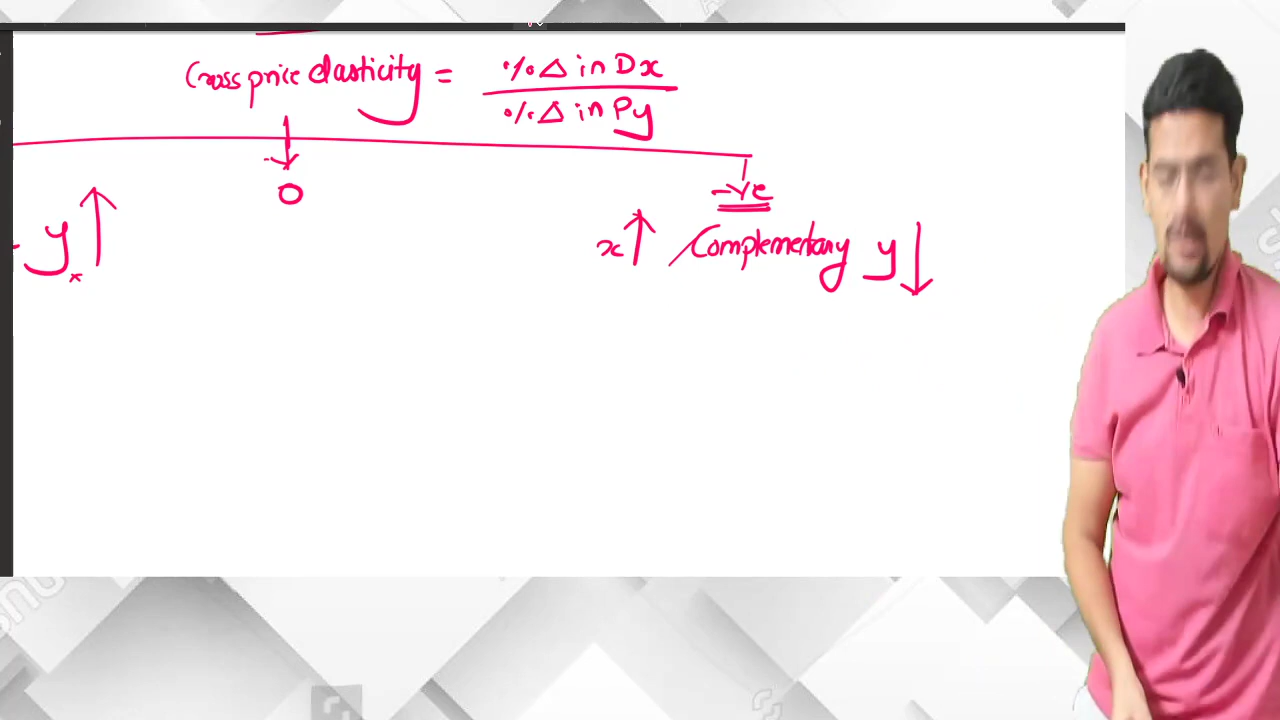 Cross price elasticity = % Δ in Dx
% Δ in Py
0
-ve
y ↑
x ↑ Complementary y ↓